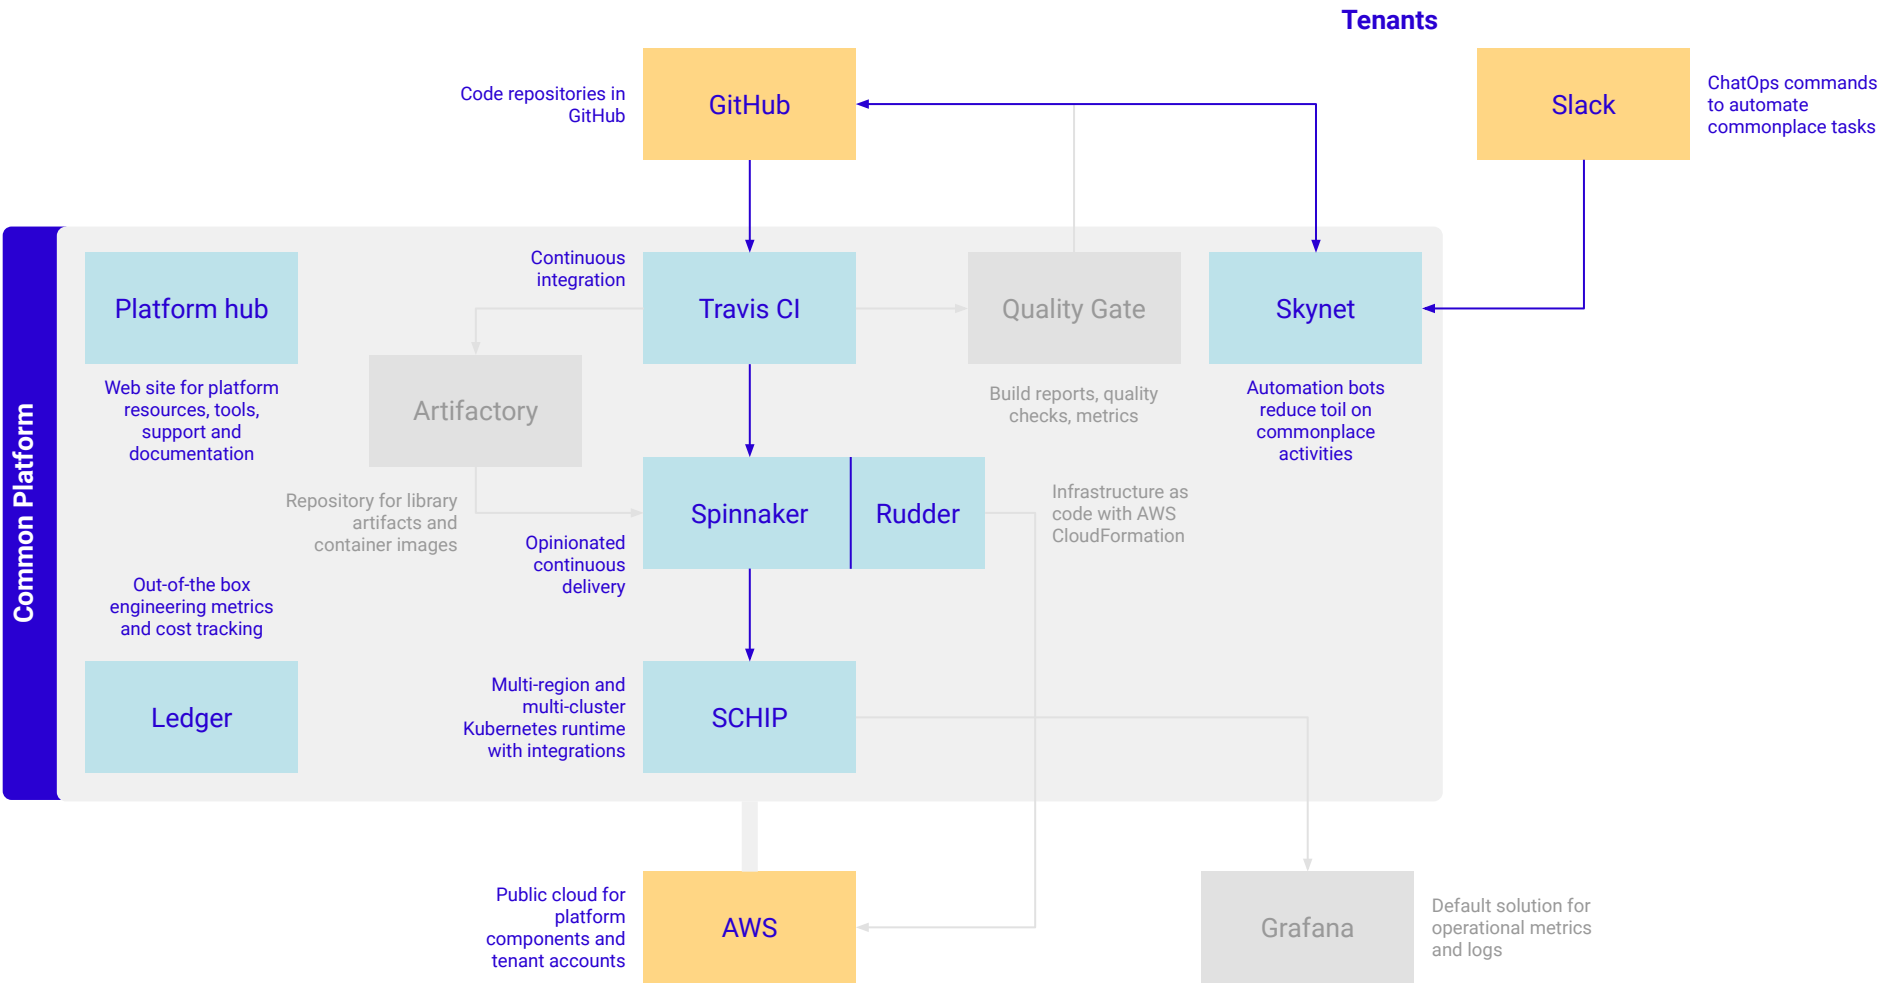 Tenants
Code repositories in
GitHub
GitHub
Slack
ChatOps commands
to automate
commonplace tasks
Common Platform
Platform hub
Web site for platform
resources, tools,
support and
documentation
Continuous
integration
Travis CI
Quality Gate
Build reports, quality
checks, metrics
Skynet
Automation bots
reduce toil on
commonplace
activities
Artifactory
Repository for library
artifacts and
container images
Opinionated
continuous
delivery
Spinnaker
Rudder
Infrastructure as
code with AWS
CloudFormation
Out-of-the box
engineering metrics
and cost tracking
Ledger
Multi-region and
multi-cluster
Kubernetes runtime
with integrations
SCHIP
Public cloud for
platform
components and
tenant accounts
AWS
Grafana
Default solution for
operational metrics
and logs